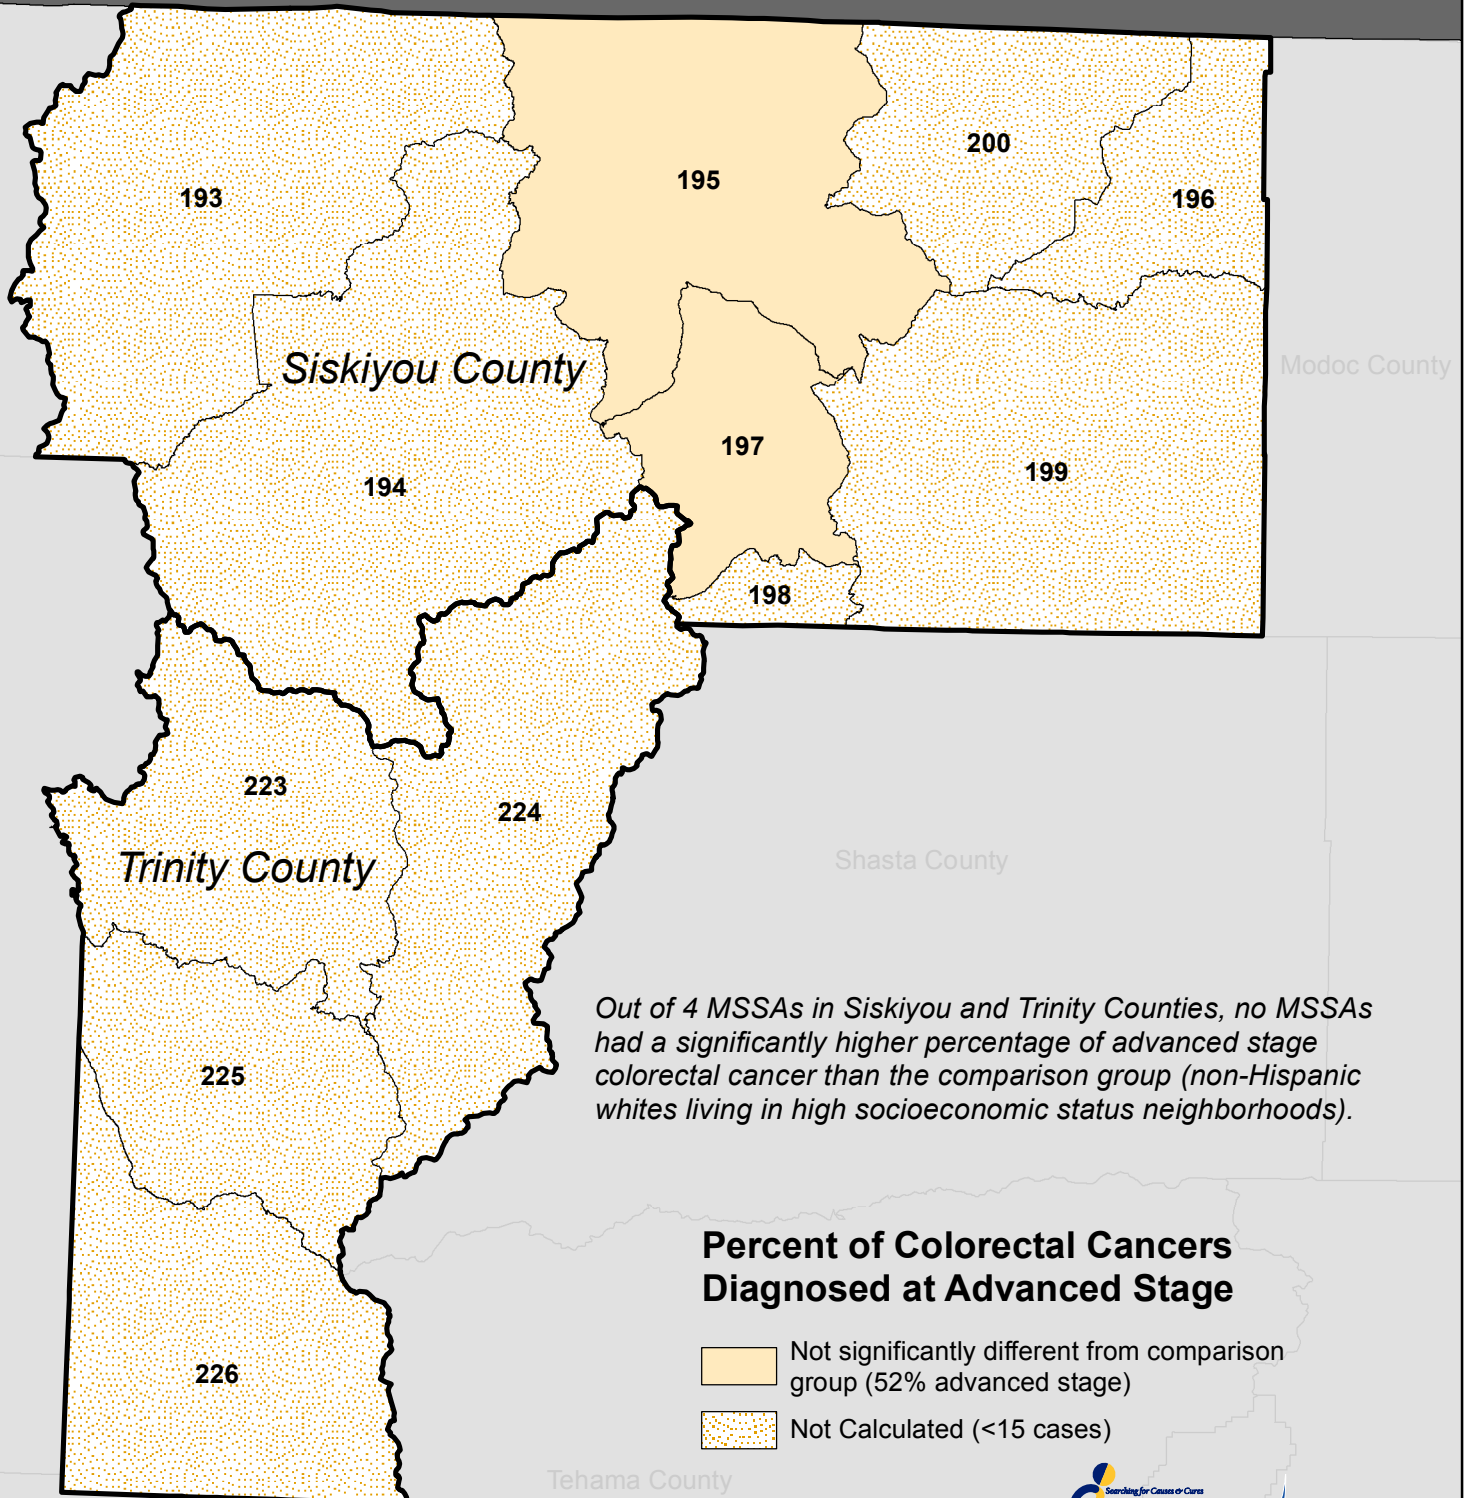 200
195
196
193
Siskiyou County
Modoc County
197
199
194
198
223
224
Trinity County
Shasta County
Out of 4 MSSAs in Siskiyou and Trinity Counties, no MSSAs
had a significantly higher percentage of advanced stage
colorectal cancer than the comparison group (non-Hispanic
whites living in high socioeconomic status neighborhoods).
225
Percent of Colorectal Cancers
Diagnosed at Advanced Stage
Not significantly different from comparison
group (52% advanced stage)
226
Not Calculated (<15 cases)
Tehama County
Searching for Causes & Cures